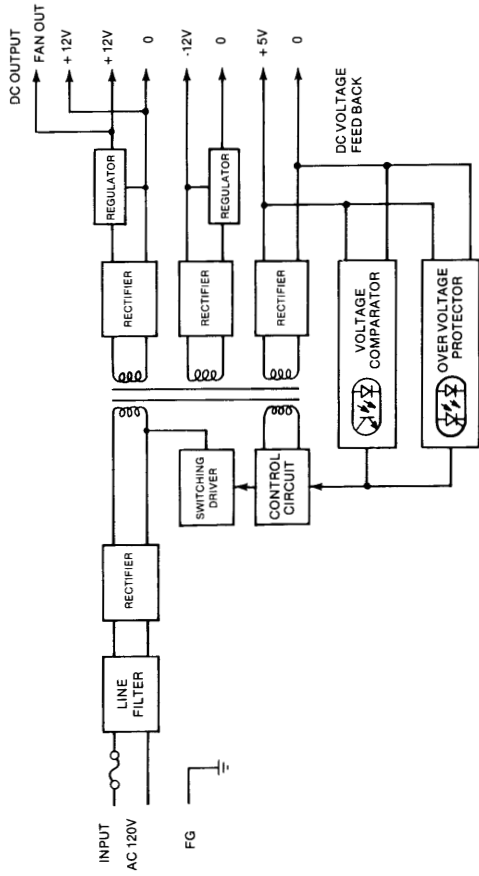 DC OUTPUT
FAN OUT
+ 12V
+ 12V
0
-12V
0
+ 5V
0
REGULATOR
REGULATOR
DC VOLTAGE
FEED BACK
RECTIFIER
RECTIFIER
RECTIFIER
VOLTAGE
COMPARATOR
OVER VOLTAGE
PROTECTOR
SWITCHING
DRIVER
CONTROL
CIRCUIT
RECTIFIER
LINE
FILTER
INPUT
AC 120V
FG